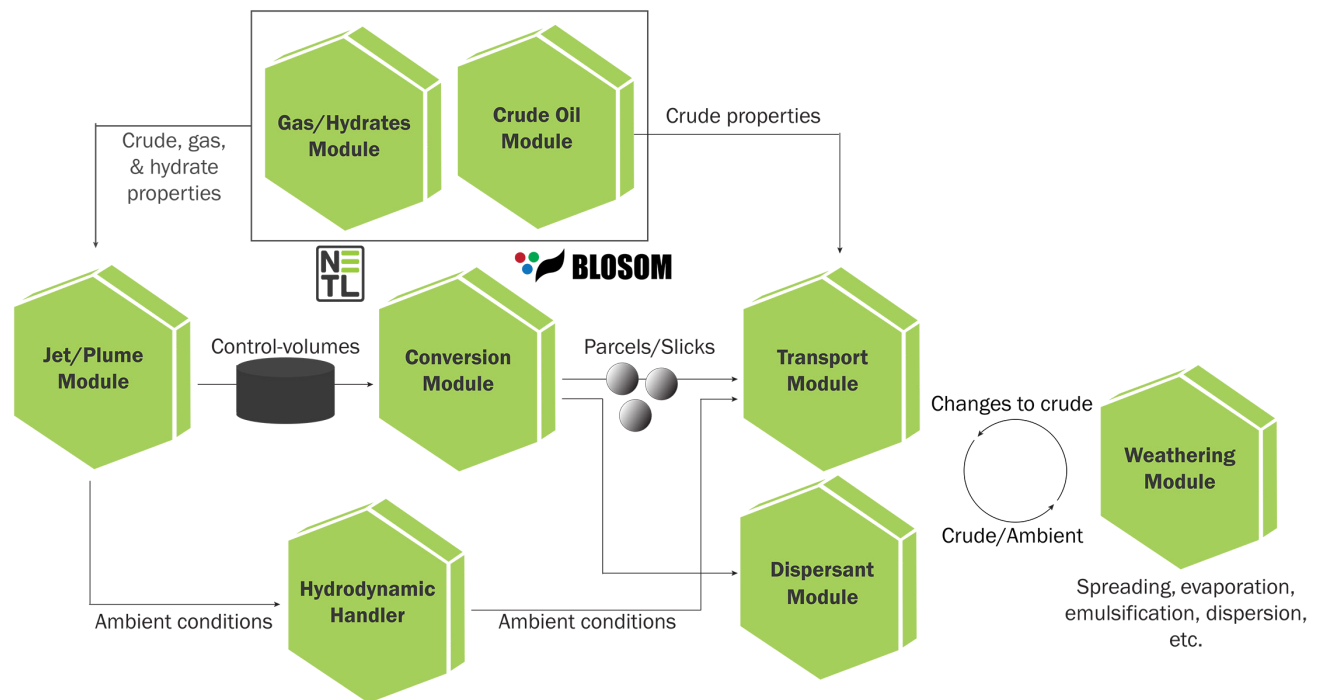 Gas/Hydrates
Module
Crude Oil
Module
Crude properties
Crude, gas,
& hydrate
properties
NE
TL
BLOSOM
Jet/Plume
Module
Control-volumes
Conversion
Module
Parcels/Slicks
Transport
Module
Changes to crude
Crude/Ambient
Weathering
Module
Spreading, evaporation,
emulsification, dispersion,
etc.
Hydrodynamic
Handler
Ambient conditions
Ambient conditions
Dispersant
Module